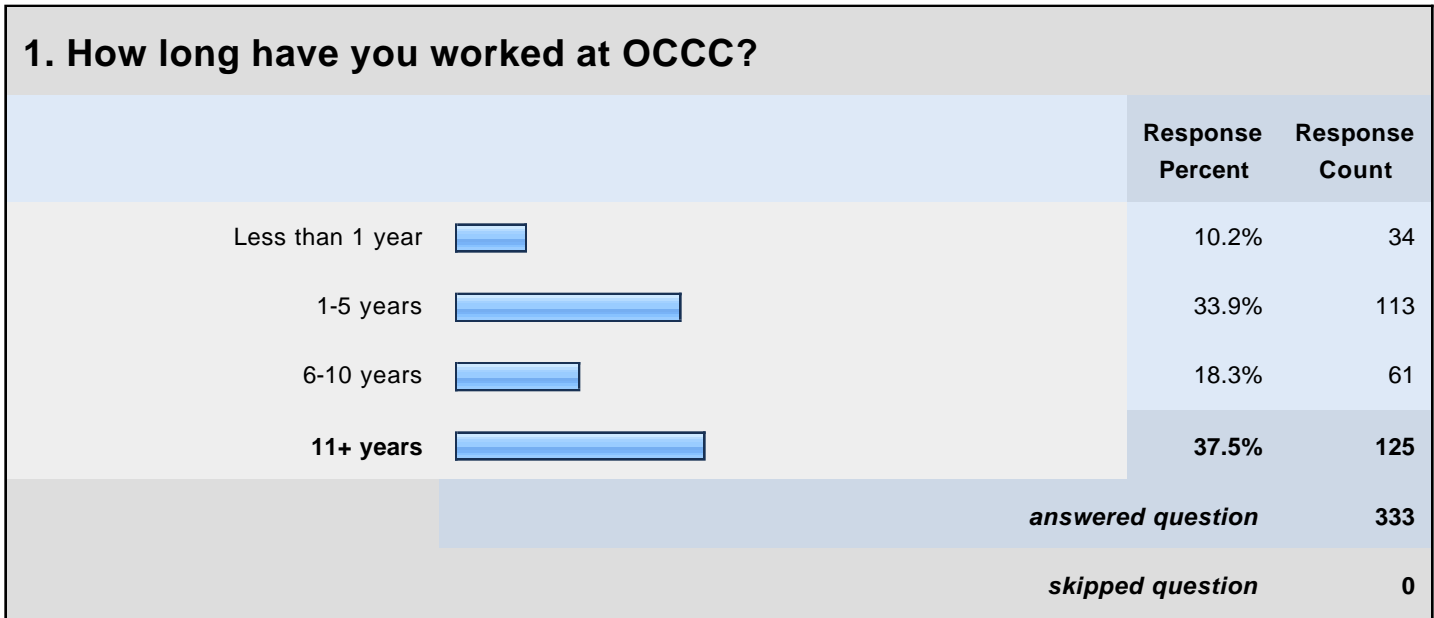 1. How long have you worked at OCCC?
Response Percent Response Count
Less than 1 year 10.2% 34
1-5 years 33.9% 113
6-10 years 18.3% 61
11+ years 37.5% 125
answered question 333
skipped question 0